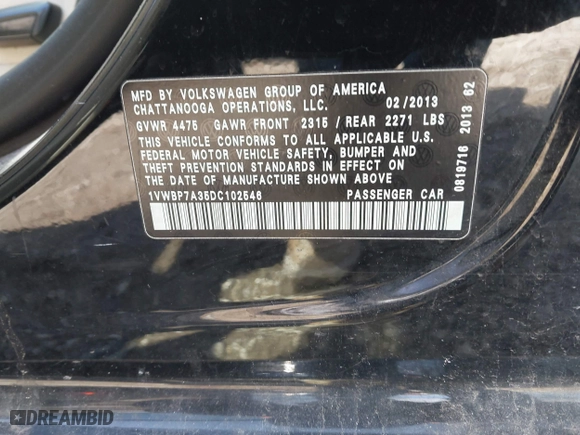 MFD BY VOLKSWAGEN GROUP OF AMERICA
CHATTANOOGA OPERATIONS, LLC. 02/2013
GVWR 4475 GAWR FRONT 2315 / REAR 2271 LBS
THIS VEHICLE CONFORMS TO ALL APPLICABLE U.S.
FEDERAL MOTOR VEHICLE SAFETY, BUMPER AND
THEFT PREVENTION STANDARDS IN EFFECT ON
THE DATE OF MANUFACTURE SHOWN ABOVE
1VWBP7A35DC102546 PASSENGER CAR
0819716 2013 62
DREAMBID